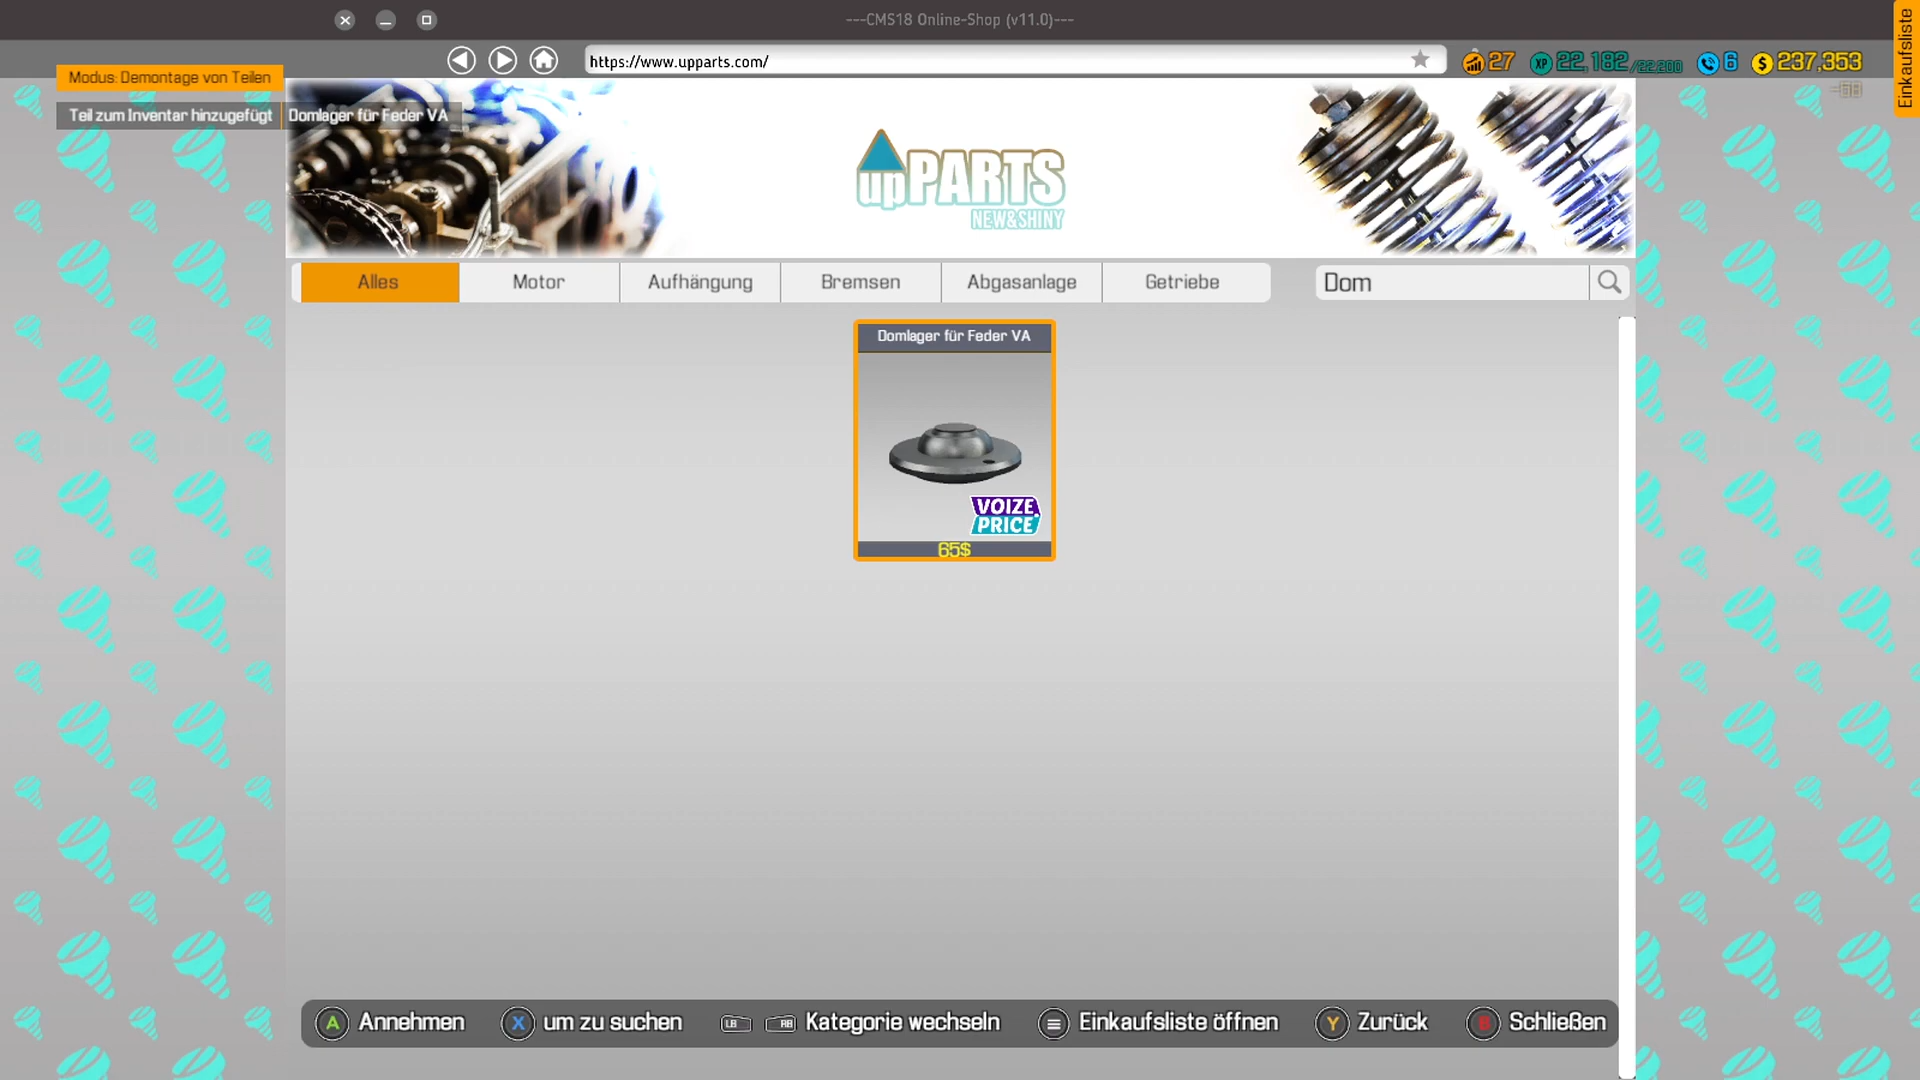 ---CMS18 Online-Shop (v11.0)---
Einkaufsliste
https://www.upparts.com/
27
XP 22,182/22200
6
$ 237,353
Modus: Demontage von Teilen
Teil zum Inventar hinzugefügt
Domlager für Feder VA
upPARTS
NEW&SHINY
Alles
Motor
Aufhängung
Bremsen
Abgasanlage
Getriebe
Dom
Domlager für Feder VA
VOIZE
PRICE
65$
A Annehmen
X um zu suchen
LB RB Kategorie wechseln
Einkaufsliste öffnen
Y Zurück
B Schließen